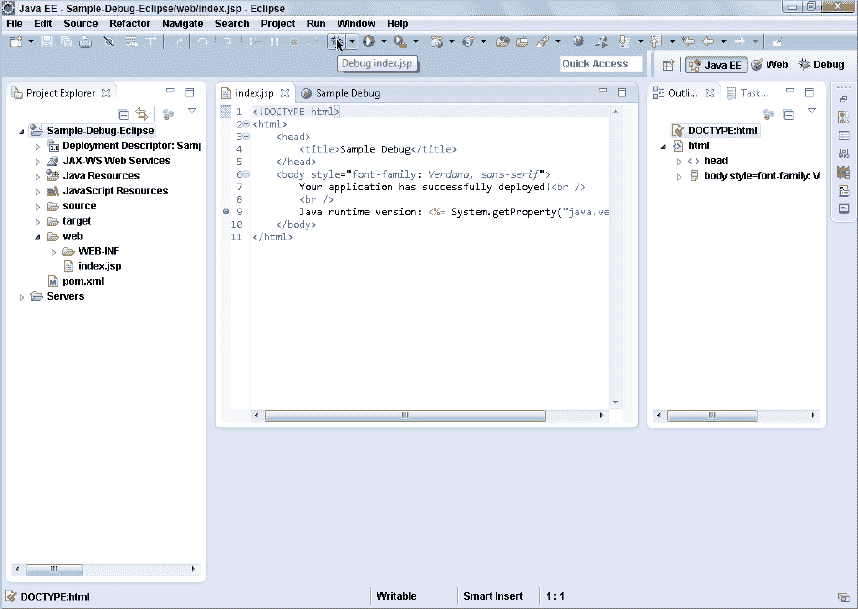 Java EE - Sample-Debug-Eclipse/web/index.jsp - Eclipse
File Edit Source Refactor Navigate Search Project Run Window Help
Debug index.jsp
Quick Access
Java EE Web Debug
Project Explorer
Sample-Debug-Eclipse
Deployment Descriptor: Samp
JAX-WS Web Services
Java Resources
JavaScript Resources
source
target
web
WEB-INF
index.jsp
pom.xml
Servers
index.jsp Sample Debug
1 <!DOCTYPE html>
2 <html>
3 <head>
4 <title>Sample Debug</title>
5 </head>
6 <body style="font-family: Verdana, sans-serif">
7 Your application has successfully deployed!<br />
8 <br />
9 Java runtime version: <%= System.getProperty("java.ve
10 </body>
11 </html>
Outli... Task...
DOCTYPE:html
html
head
body style=font-family: V
DOCTYPE:html Writable Smart Insert 1 : 1